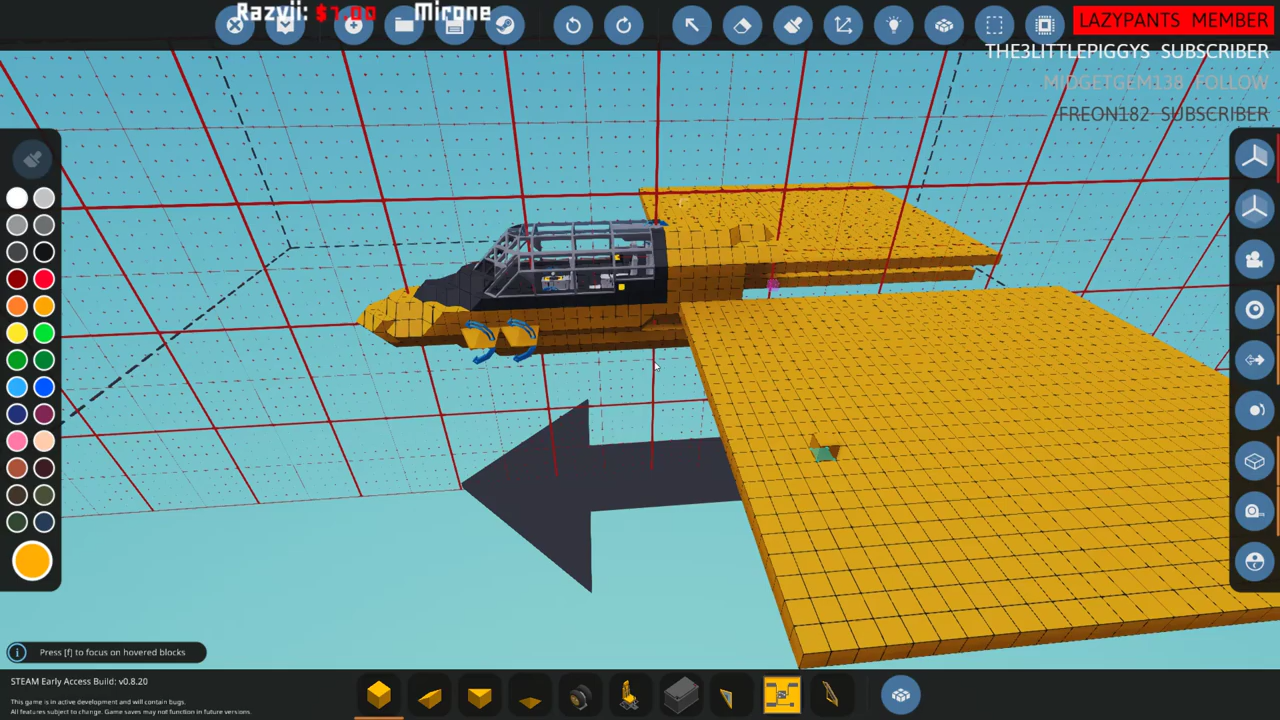 Razvii: $1.00 Mirone
LAZYPANTS MEMBER
THE3LITTLEPIGGYS SUBSCRIBER
MIDGETGEM138 FOLLOW
FREON182 SUBSCRIBER
Press [f] to focus on hovered blocks
STEAM Early Access Build: v0.8.20
This game is in active development and will contain bugs.
All features subject to change. Game saves may not function in future versions.